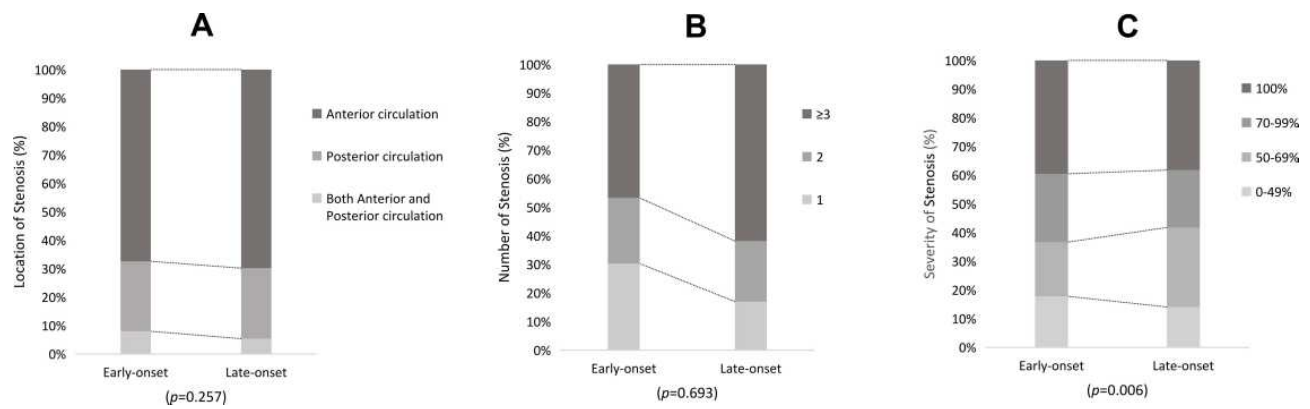 A
100%
90%
80%
70%
60%
50%
40%
30%
20%
10%
0%
Location of Stenosis (%)
Early-onset
Late-onset
(p=0.257)
Anterior circulation
Posterior circulation
Both Anterior and
Posterior circulation
B
100%
90%
80%
70%
60%
50%
40%
30%
20%
10%
0%
Number of Stenosis (%)
Early-onset
Late-onset
(p=0.693)
≥3
2
1
C
100%
90%
80%
70%
60%
50%
40%
30%
20%
10%
0%
Severity of Stenosis (%)
Early-onset
Late-onset
(p=0.006)
100%
70-99%
50-69%
0-49%